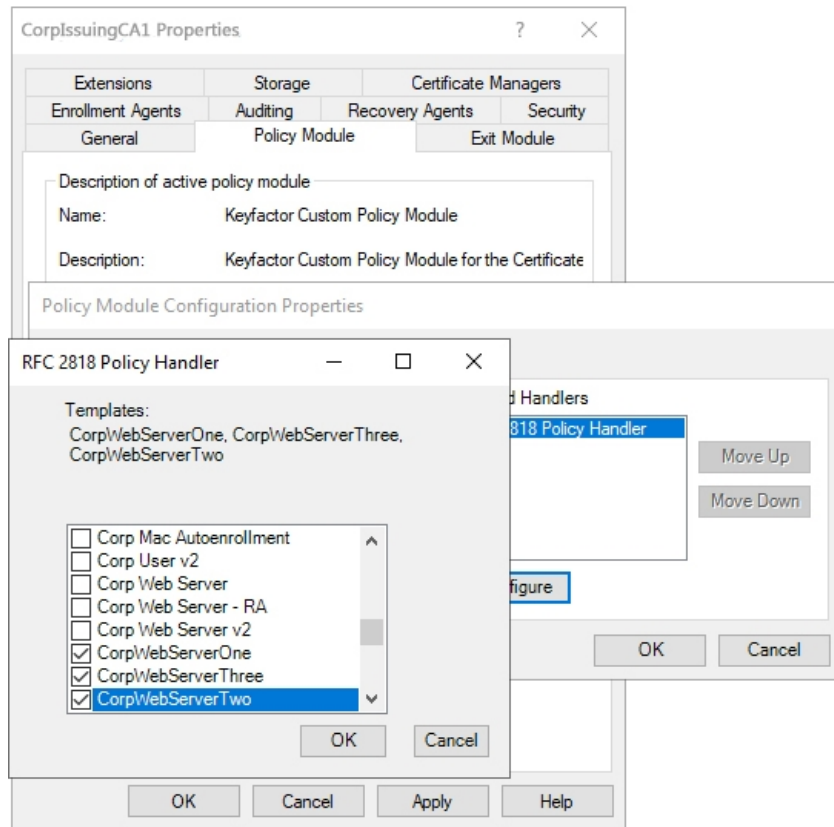 CorpIssuingCA1 Properties
Extensions Storage Certificate Managers
Enrollment Agents Auditing Recovery Agents Security
General Policy Module Exit Module
Description of active policy module
Name: Keyfactor Custom Policy Module
Description: Keyfactor Custom Policy Module for the Certificate
Policy Module Configuration Properties
RFC 2818 Policy Handler
Templates:
CorpWebServerOne, CorpWebServerThree,
CorpWebServerTwo
d Handlers
818 Policy Handler
Move Up
Move Down
Corp Mac Autoenrollment
Corp User v2
Corp Web Server
Corp Web Server - RA
Corp Web Server v2
CorpWebServerOne
CorpWebServerThree
CorpWebServerTwo
figure
OK Cancel
OK Cancel
OK Cancel Apply Help